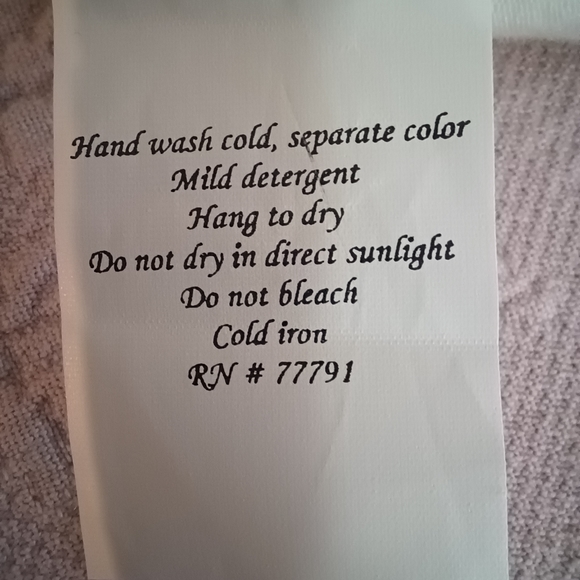 Hand wash cold, separate color
Mild detergent
Hang to dry
Do not dry in direct sunlight
Do not bleach
Cold iron
RN # 77791